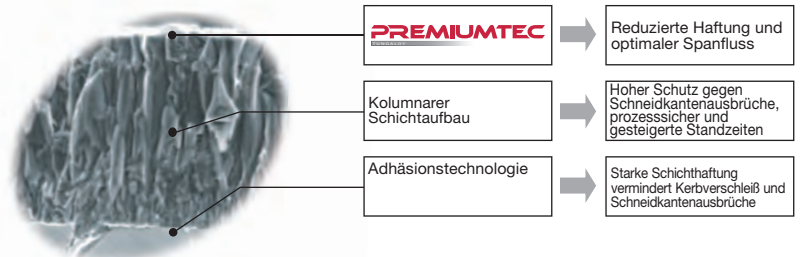 PREMIUMTEC
TUNGALOY
Reduzierte Haftung und
optimaler Spanfluss
Kolumnarer
Schichtaufbau
Hoher Schutz gegen
Schneidkantenausbrüche,
prozesssicher und
gesteigerte Standzeiten
Adhäsionstechnologie
Starke Schichthaftung
vermindert Kerbverschleiß und
Schneidkantenausbrüche